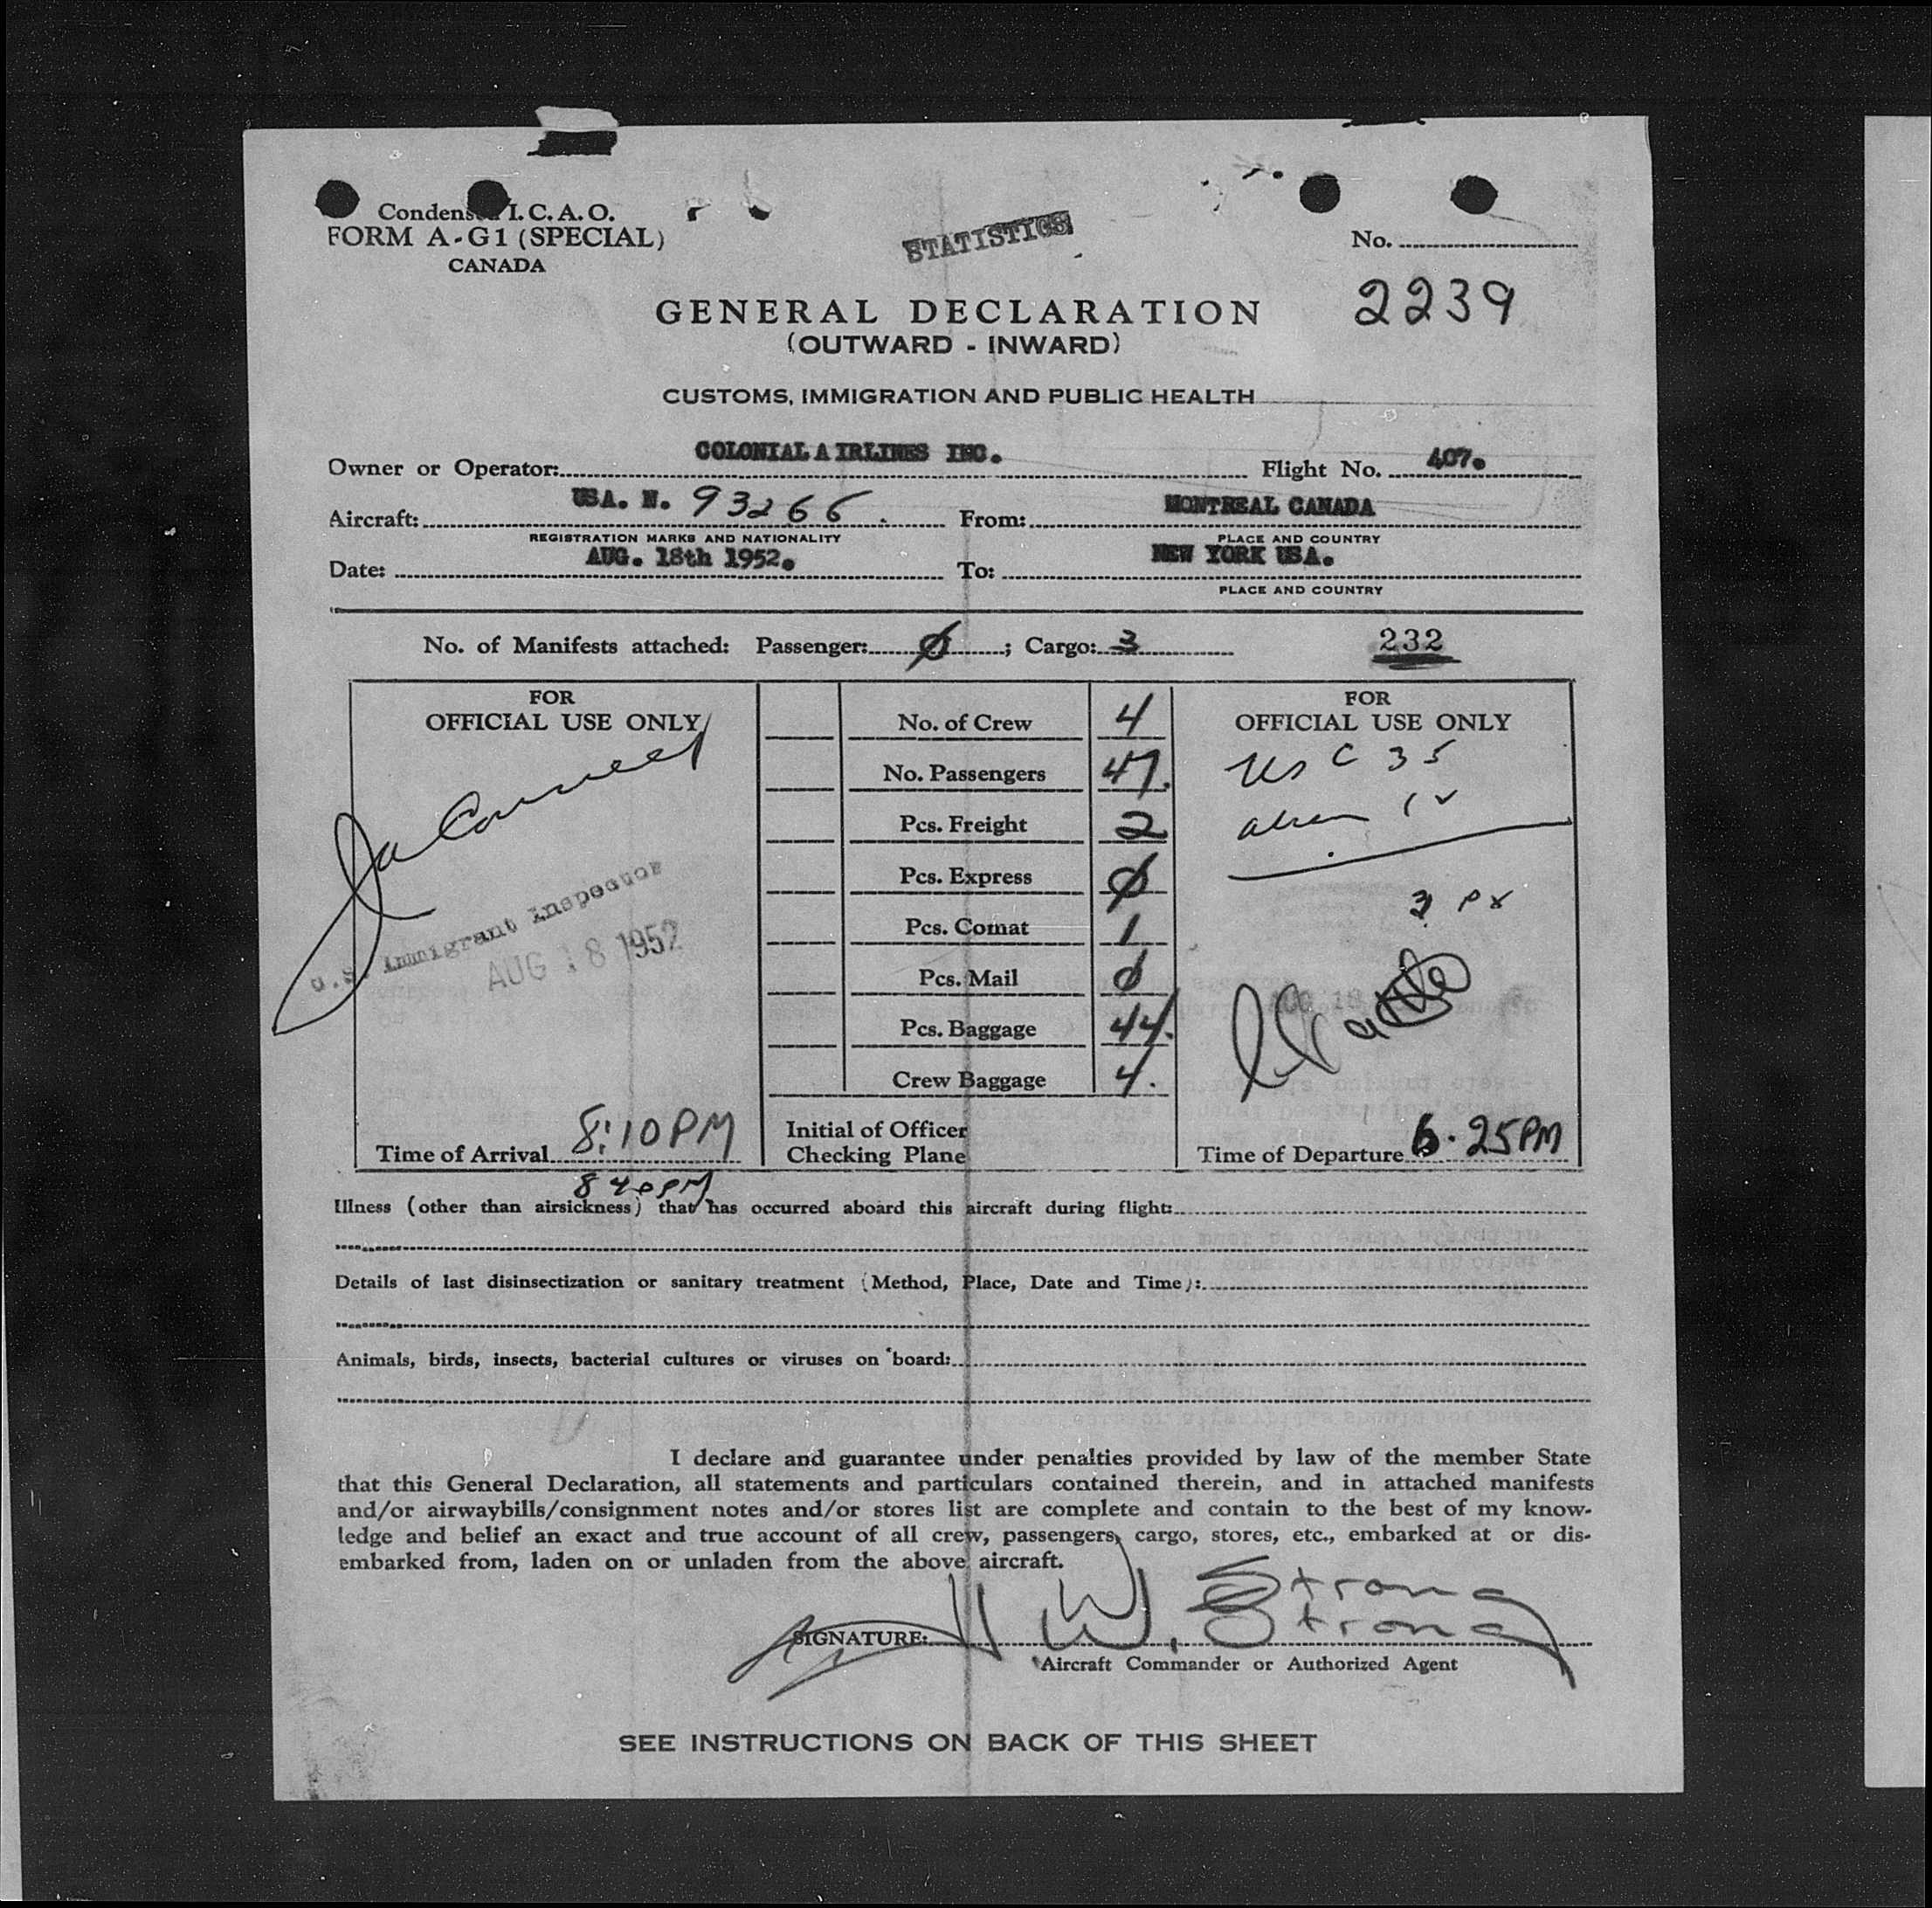 Condensed I.C.A.O.
FORM A-G1 (SPECIAL)
CANADA
STATISTICS
No.
2239
GENERAL DECLARATION
(OUTWARD - INWARD)
CUSTOMS, IMMIGRATION AND PUBLIC HEALTH
Owner or Operator: COLONIAL AIRLINES INC. Flight No. 407.
Aircraft: USA. N. 93266. From: MONTREAL CANADA
REGISTRATION MARKS AND NATIONALITY PLACE AND COUNTRY
Date: AUG. 18th 1952. To: NEW YORK USA.
PLACE AND COUNTRY
No. of Manifests attached: Passenger: Ø; Cargo: 3 232
FOR
OFFICIAL USE ONLY
U.S. Immigrant Inspector
AUG 18 1952
Time of Arrival 8:10 PM
8 40 PM
No. of Crew 4
No. Passengers 47.
Pcs. Freight 2
Pcs. Express Ø
Pcs. Comat 1
Pcs. Mail Ø
Pcs. Baggage 44.
Crew Baggage 4.
Initial of Officer
Checking Plane
FOR
OFFICIAL USE ONLY
US C 35
alien 12
Time of Departure 6.25 PM
Illness (other than airsickness) that has occurred aboard this aircraft during flight:
Details of last disinsectization or sanitary treatment (Method, Place, Date and Time):
Animals, birds, insects, bacterial cultures or viruses on board:
I declare and guarantee under penalties provided by law of the member State
that this General Declaration, all statements and particulars contained therein, and in attached manifests
and/or airwaybills/consignment notes and/or stores list are complete and contain to the best of my know-
ledge and belief an exact and true account of all crew, passengers, cargo, stores, etc., embarked at or dis-
embarked from, laden on or unladen from the above aircraft.
W. Strong
SIGNATURE: Strong
Aircraft Commander or Authorized Agent
SEE INSTRUCTIONS ON BACK OF THIS SHEET